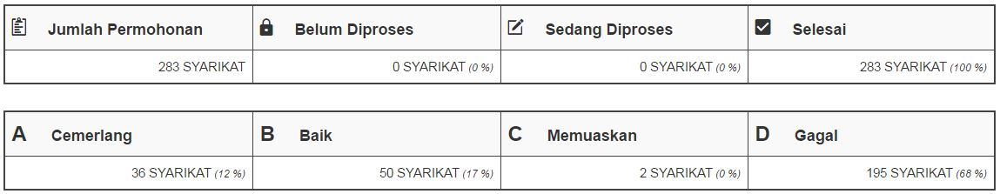 Jumlah Permohonan Belum Diproses Sedang Diproses Selesai
283 SYARIKAT 0 SYARIKAT (0 %) 0 SYARIKAT (0 %) 283 SYARIKAT (100 %)
A Cemerlang B Baik C Memuaskan D Gagal
36 SYARIKAT (12 %) 50 SYARIKAT (17 %) 2 SYARIKAT (0 %) 195 SYARIKAT (68 %)